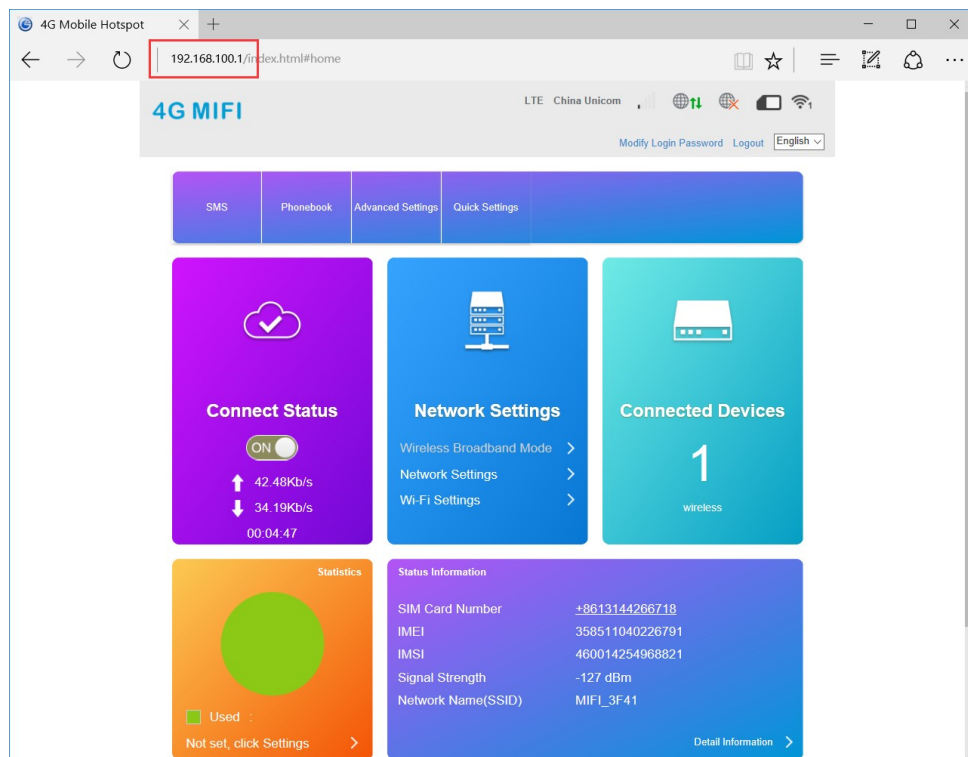 4G Mobile Hotspot
192.168.100.1/index.html#home
4G MIFI
LTE China Unicom
1
Modify Login Password Logout English
SMS Phonebook Advanced Settings Quick Settings
Connect Status
ON
42.48Kb/s
34.19Kb/s
00:04:47
Network Settings
Wireless Broadband Mode
Network Settings
Wi-Fi Settings
Connected Devices
1
wireless
Statistics
Used :
Not set, click Settings
Status Information
SIM Card Number +8613144266718
IMEI 358511040226791
IMSI 460014254968821
Signal Strength -127 dBm
Network Name(SSID) MIFI_3F41
Detail Information